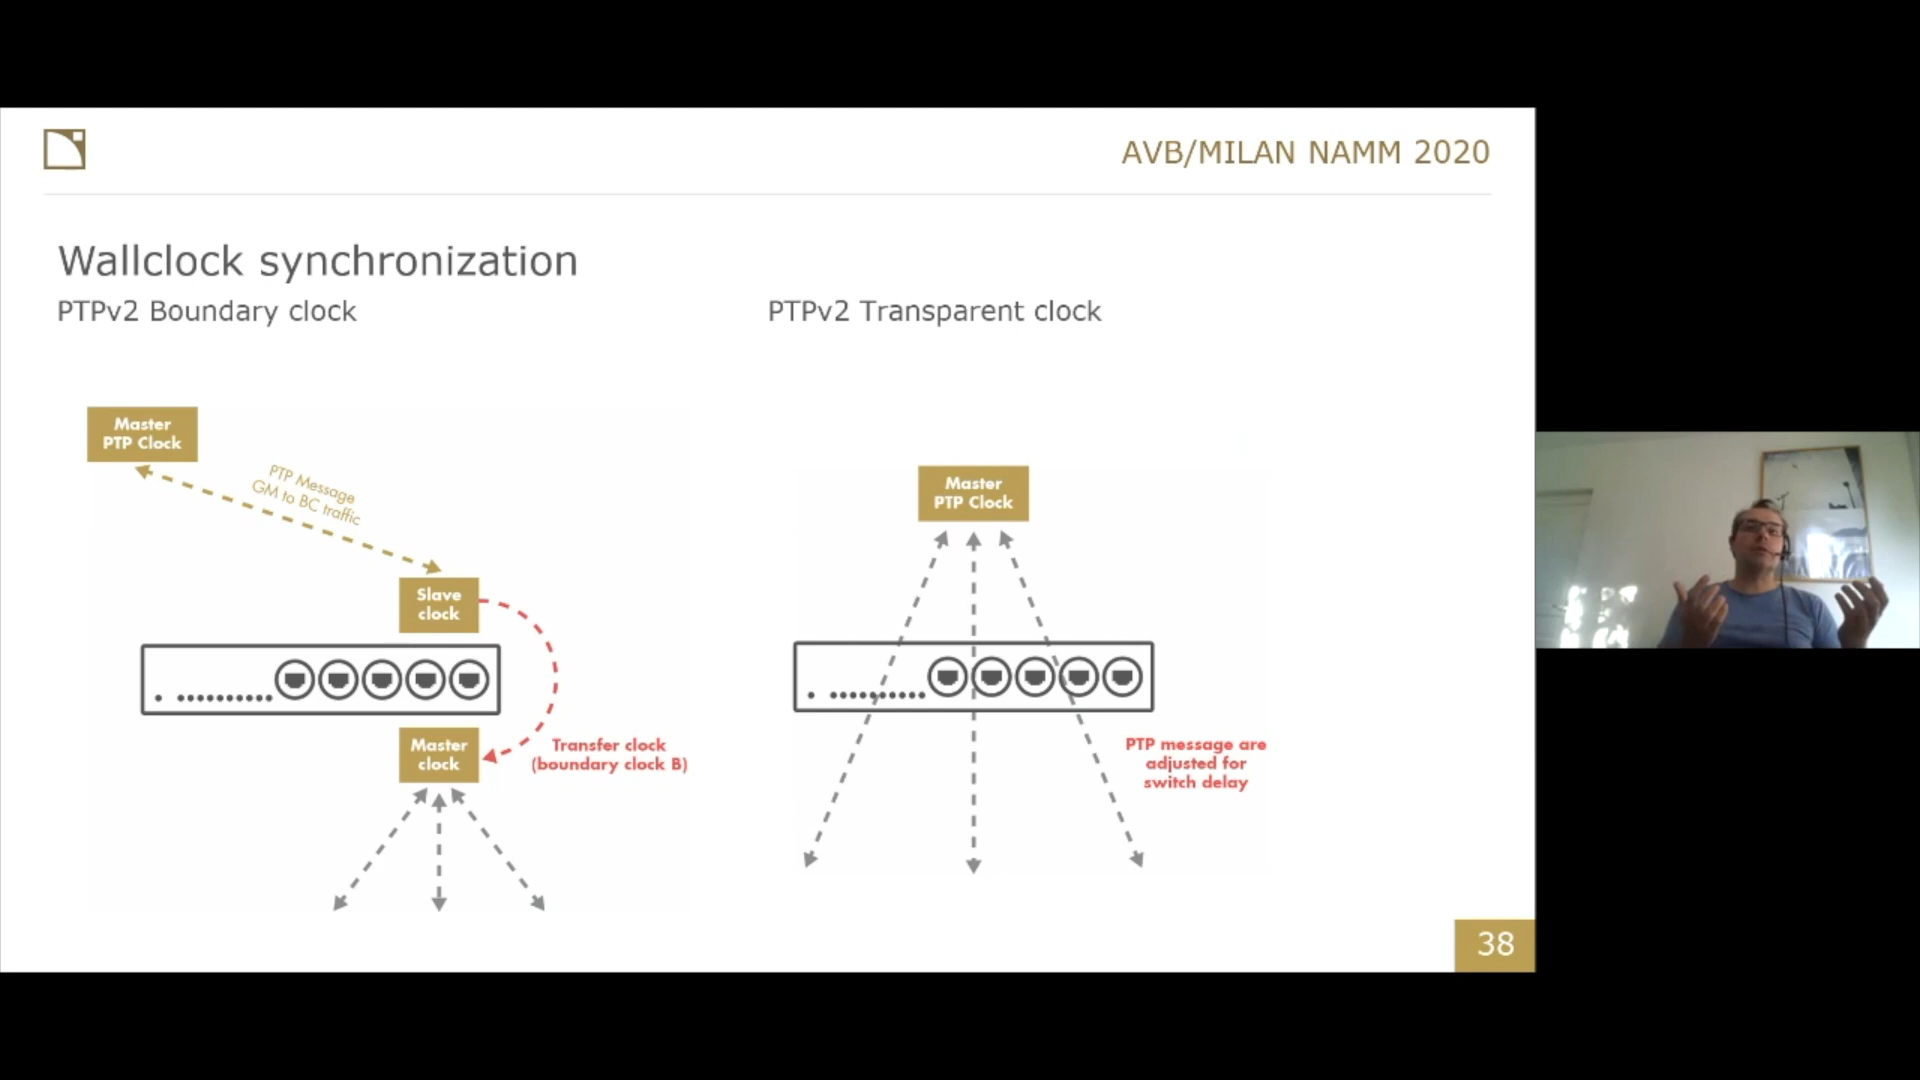 AVB/MILAN NAMM 2020
Wallclock synchronization
PTPv2 Boundary clock
PTPv2 Transparent clock
Master
PTP Clock
PTP Message
GM to BC traffic
Slave
clock
Master
clock
Transfer clock
(boundary clock B)
Master
PTP Clock
PTP message are
adjusted for
switch delay
38